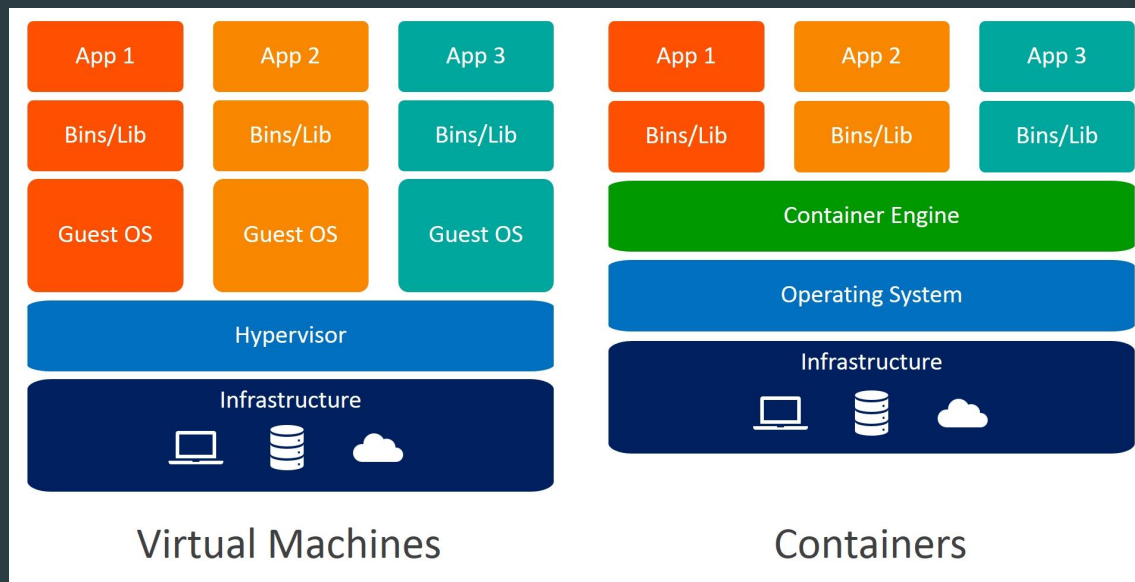 App 1
App 2
App 3
Bins/Lib
Bins/Lib
Bins/Lib
Guest OS
Guest OS
Guest OS
Hypervisor
Infrastructure
Virtual Machines
App 1
App 2
App 3
Bins/Lib
Bins/Lib
Bins/Lib
Container Engine
Operating System
Infrastructure
Containers